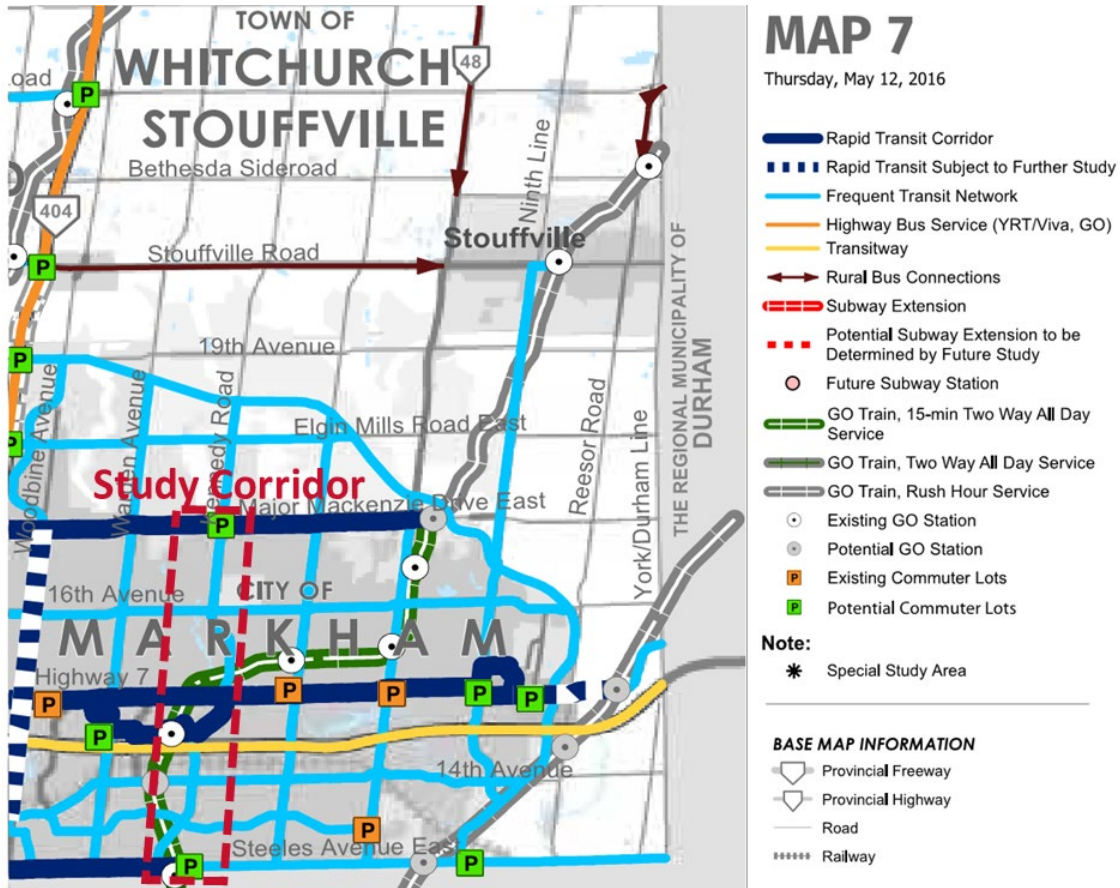 TOWN OF
WHITCHURCH
STOUFFVILLE
48
oad
P
Bethesda Sideroad
404
Ninth Line
Stouffville
Stouffville Road
P
19th Avenue
P
THE REGIONAL MUNICIPALITY OF
DURHAM
Woodbine Avenue
Warden Avenue
Kennedy Road
Elgin Mills Road East
Reesor Road
York/Durham Line
P
Study Corridor
Major Mackenzie Drive East
P
16th Avenue
CITY OF
MARKHAM
Highway 7
P
P
P
P
P
P
14th Avenue
P
Steeles Avenue East
P
P
MAP 7
Thursday, May 12, 2016
Rapid Transit Corridor
Rapid Transit Subject to Further Study
Frequent Transit Network
Highway Bus Service (YRT/Viva, GO)
Transitway
Rural Bus Connections
Subway Extension
Potential Subway Extension to be
Determined by Future Study
Future Subway Station
GO Train, 15-min Two Way All Day
Service
GO Train, Two Way All Day Service
GO Train, Rush Hour Service
Existing GO Station
Potential GO Station
P Existing Commuter Lots
P Potential Commuter Lots
Note:
Special Study Area
BASE MAP INFORMATION
Provincial Freeway
Provincial Highway
Road
Railway